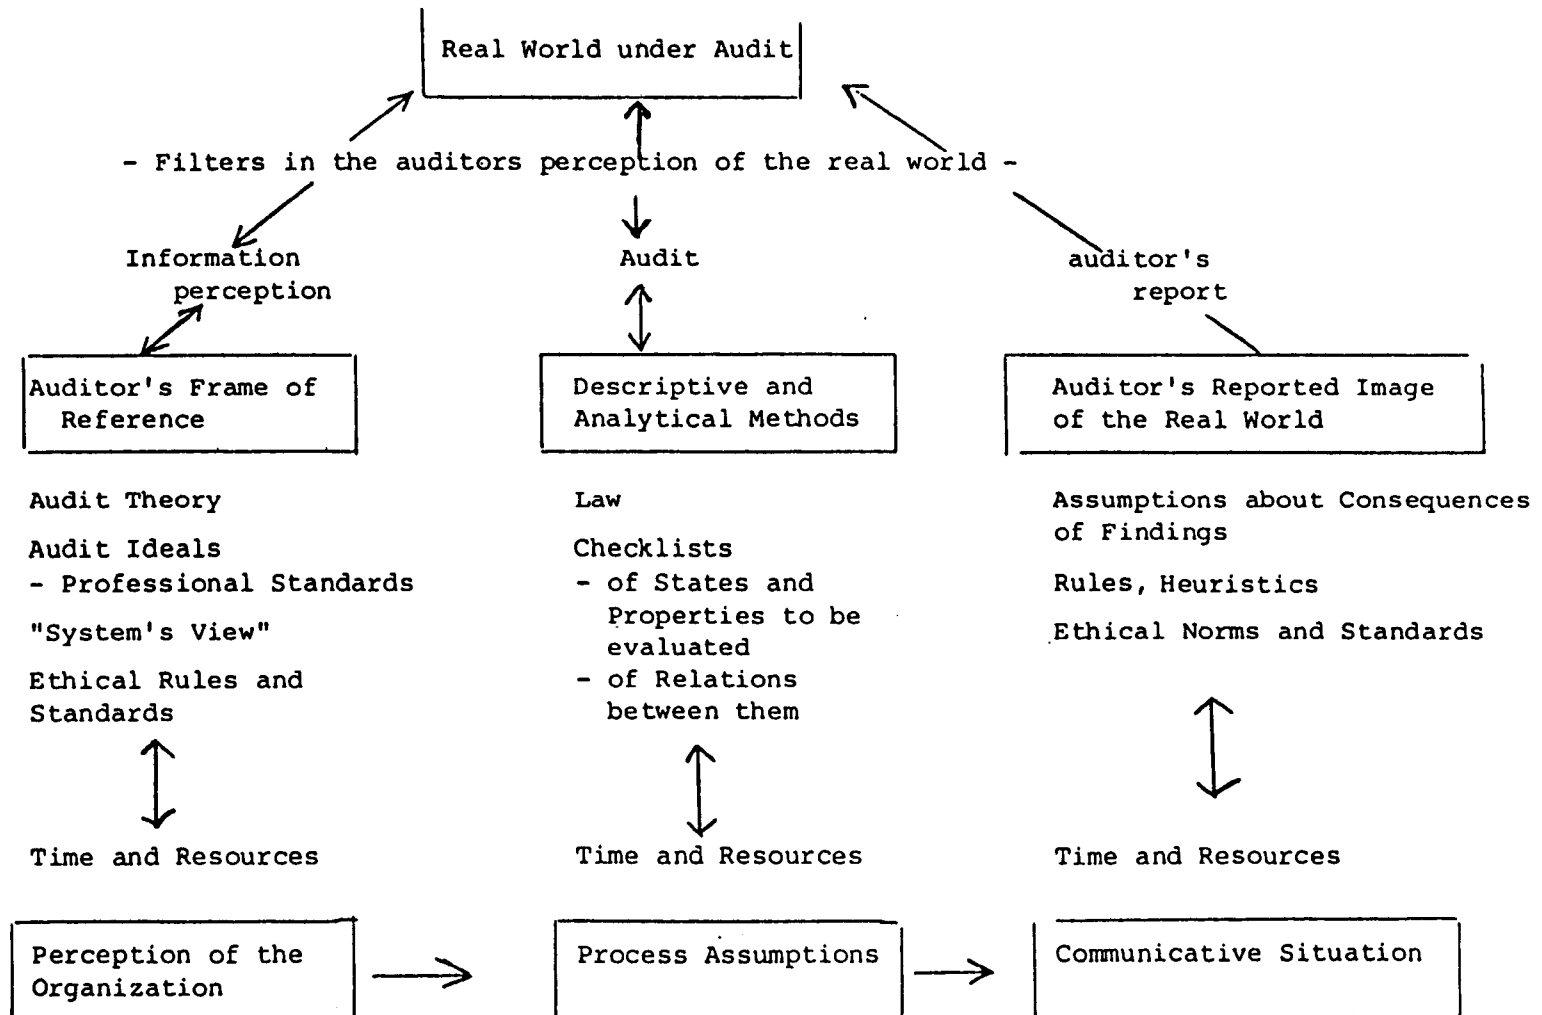 Real World under Audit
- Filters in the auditors perception of the real world -
Information
perception
Audit
auditor's
report
Auditor's Frame of
Reference
Descriptive and
Analytical Methods
Auditor's Reported Image
of the Real World
Audit Theory
Audit Ideals
- Professional Standards
"System's View"
Ethical Rules and
Standards
Law
Checklists
- of States and
Properties to be
evaluated
- of Relations
between them
Assumptions about Consequences
of Findings
Rules, Heuristics
Ethical Norms and Standards
Time and Resources
Time and Resources
Time and Resources
Perception of the
Organization
Process Assumptions
Communicative Situation